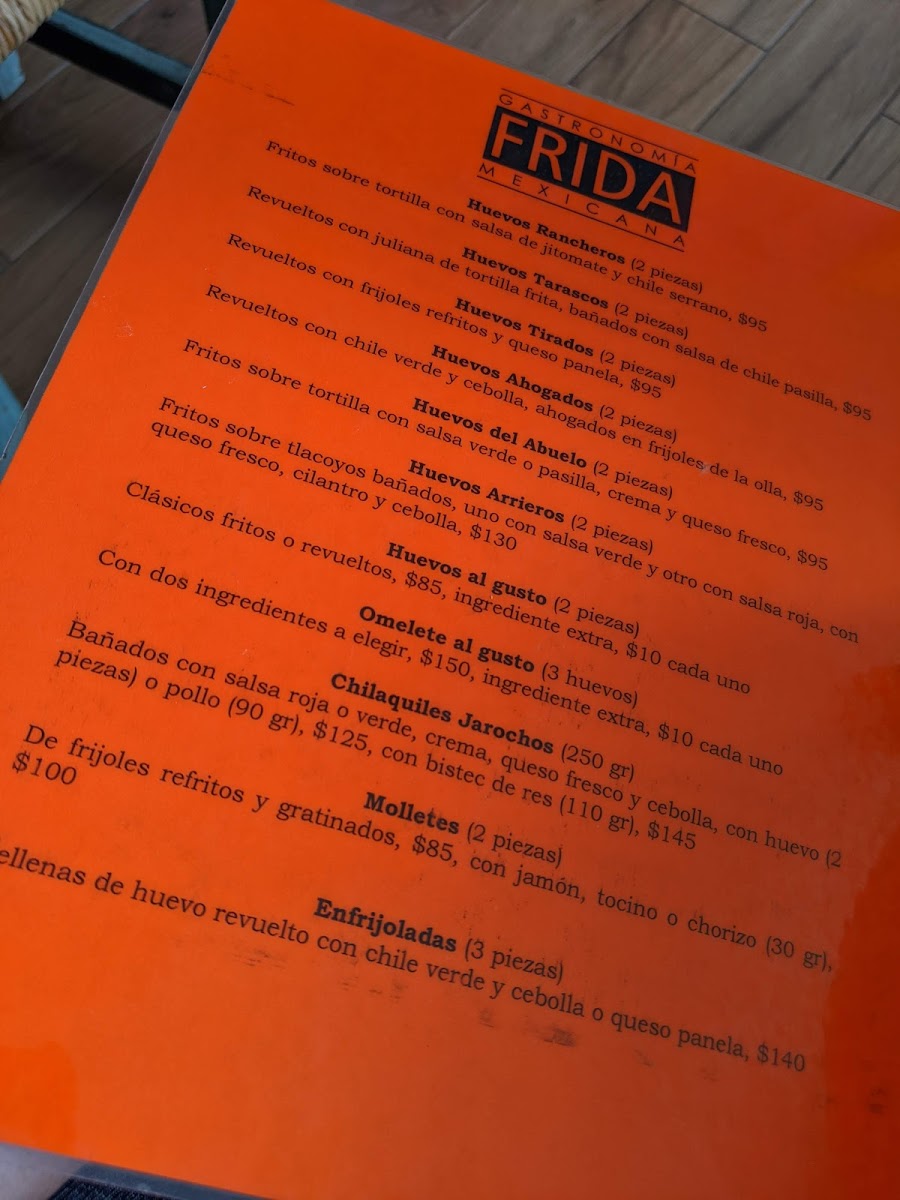 GASTRONOMÍA
FRIDA
MEXICANA
Huevos Rancheros (2 piezas)
Fritos sobre tortilla con salsa de jitomate y chile serrano, $95
Huevos Tarascos (2 piezas)
Revueltos con juliana de tortilla frita, bañados con salsa de chile pasilla, $95
Huevos Tirados (2 piezas)
Revueltos con frijoles refritos y queso panela, $95
Huevos Ahogados (2 piezas)
Revueltos con chile verde y cebolla, ahogados en frijoles de la olla, $95
Huevos del Abuelo (2 piezas)
Fritos sobre tortilla con salsa verde o pasilla, crema y queso fresco, $95
Huevos Arrieros (2 piezas)
Fritos sobre tlacoyos bañados, uno con salsa verde y otro con salsa roja, con
queso fresco, cilantro y cebolla, $130
Huevos al gusto (2 piezas)
Clásicos fritos o revueltos, $85, ingrediente extra, $10 cada uno
Omelete al gusto (3 huevos)
Con dos ingredientes a elegir, $150, ingrediente extra, $10 cada uno
Chilaquiles Jarochos (250 gr)
Bañados con salsa roja o verde, crema, queso fresco y cebolla, con huevo (2
piezas) o pollo (90 gr), $125, con bistec de res (110 gr), $145
Molletes (2 piezas)
De frijoles refritos y gratinados, $85, con jamón, tocino o chorizo (30 gr),
$100
Enfrijoladas (3 piezas)
ellenas de huevo revuelto con chile verde y cebolla o queso panela, $140